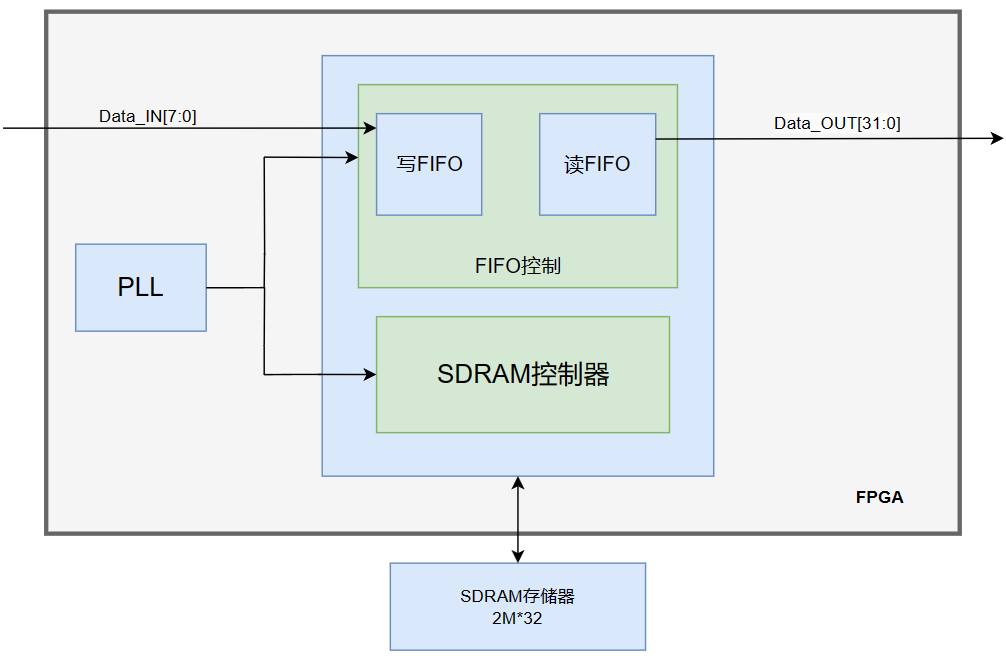 Data_IN[7:0]
Data_OUT[31:0]
写FIFO
读FIFO
FIFO控制
PLL
SDRAM控制器
FPGA
SDRAM存储器
2M*32